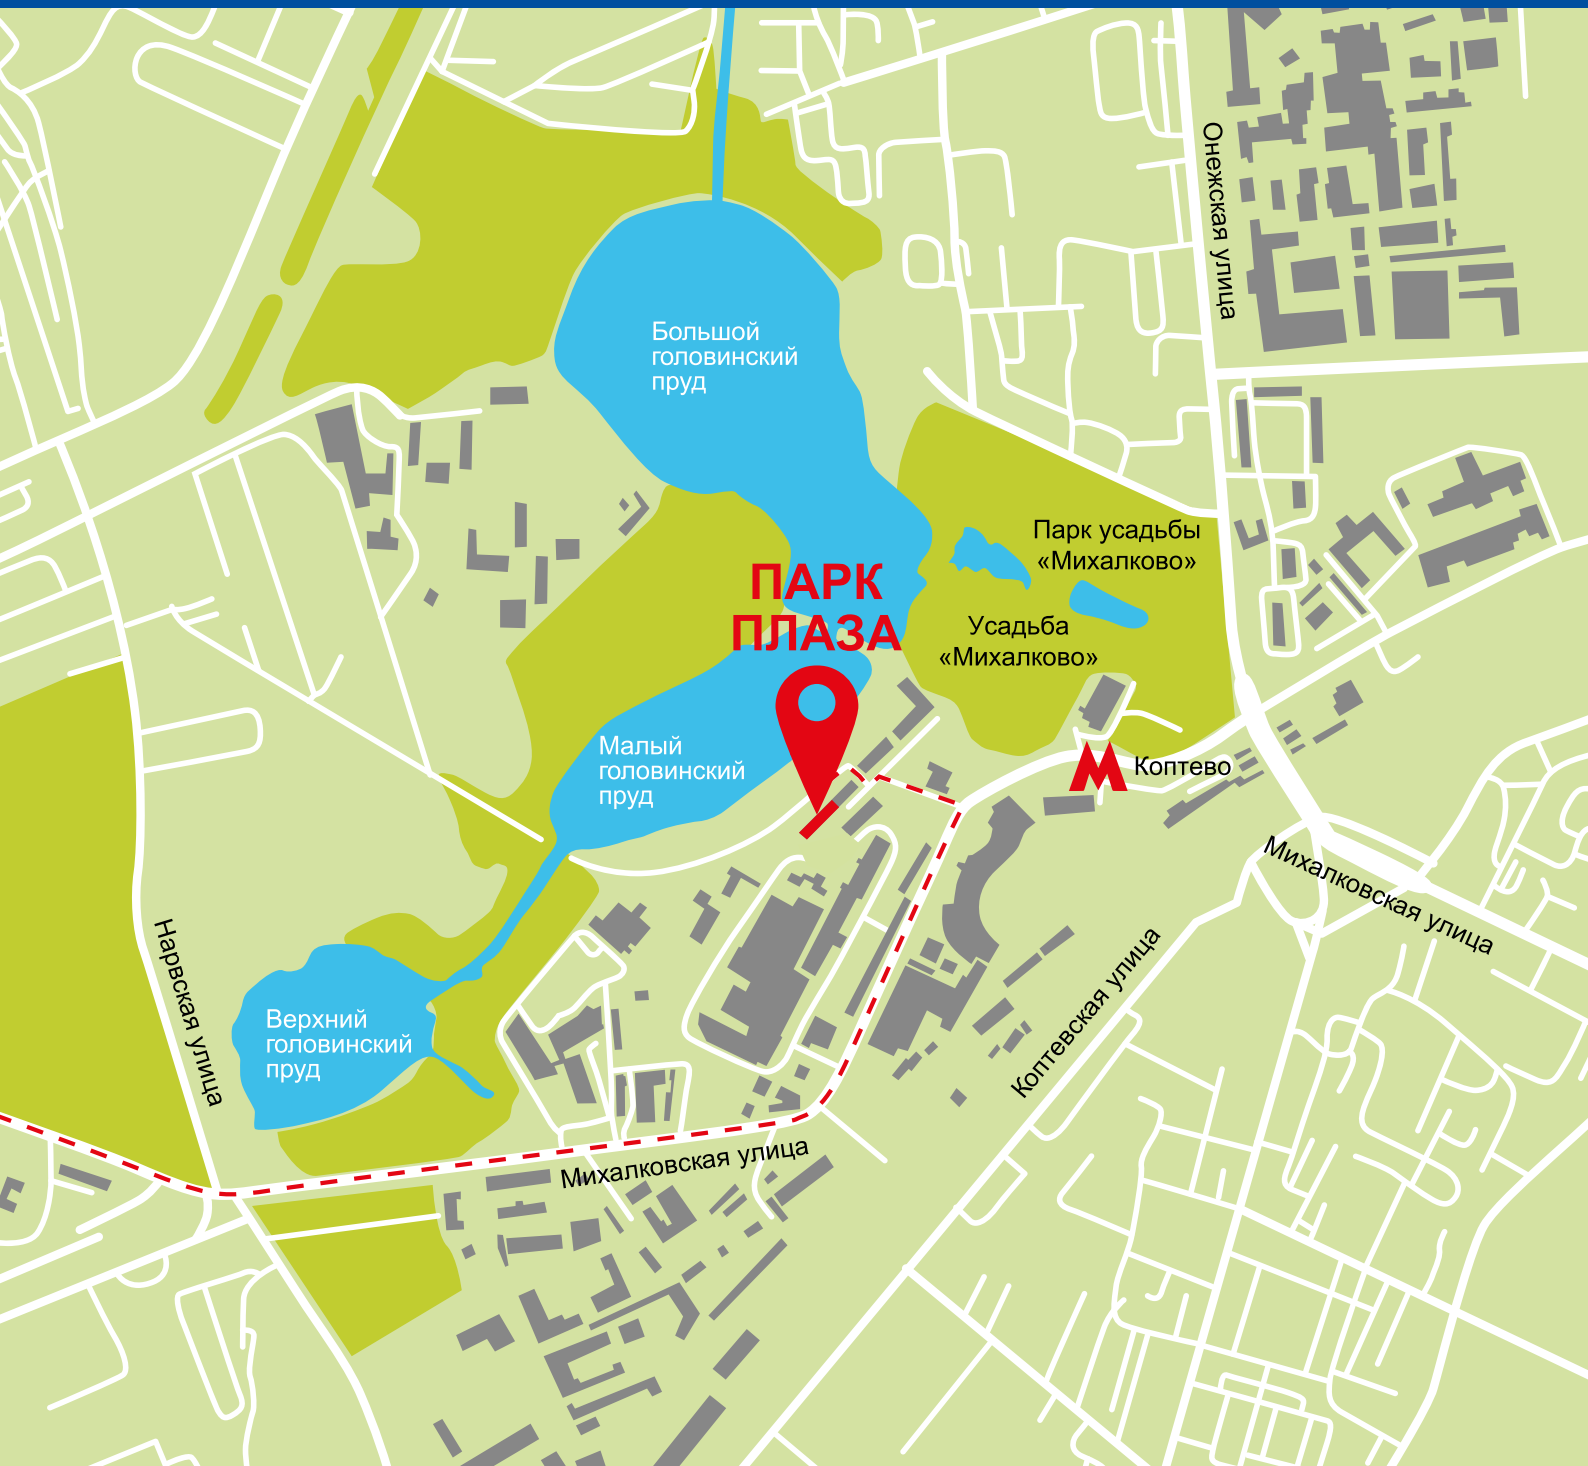 Онежская улица
Большой
головинский
пруд
Парк усадьбы
«Михалково»
ПАРК
ПЛАЗА
Усадьба
«Михалково»
Малый
головинский
пруд
Коптево
Михалковская улица
Нарвская улица
Коптевская улица
Верхний
головинский
пруд
Михалковская улица